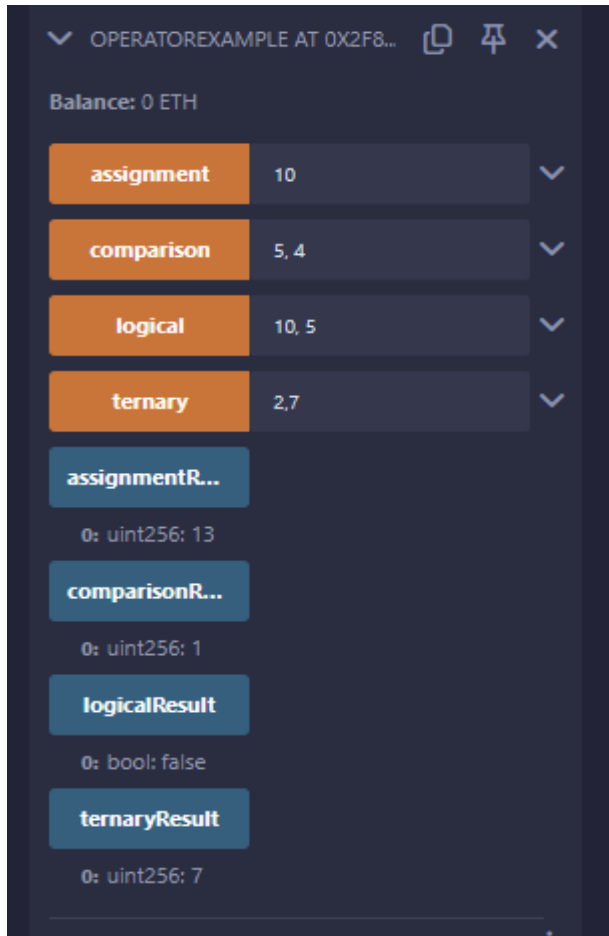 OPERATOREXAMPLE AT 0X2F8...
Balance: 0 ETH
assignment 10
comparison 5, 4
logical 10, 5
ternary 2,7
assignmentR...
0: uint256: 13
comparisonR...
0: uint256: 1
logicalResult
0: bool: false
ternaryResult
0: uint256: 7